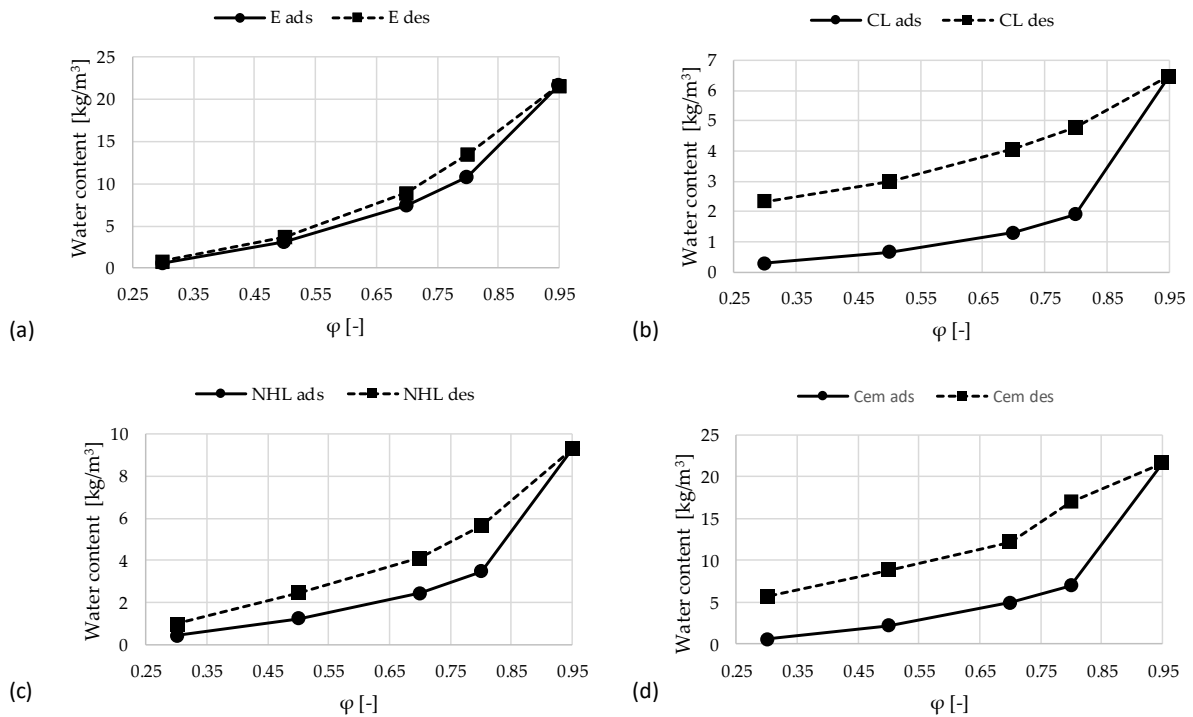 E ads E des
Water content [kg/m³]
25
20
15
10
5
0
0.25 0.35 0.45 0.55 0.65 0.75 0.85 0.95
φ [-]
(a)
CL ads CL des
Water content [kg/m³]
7
6
5
4
3
2
1
0
0.25 0.35 0.45 0.55 0.65 0.75 0.85 0.95
φ [-]
(b)
NHL ads NHL des
Water content [kg/m³]
10
8
6
4
2
0
0.25 0.35 0.45 0.55 0.65 0.75 0.85 0.95
φ [-]
(c)
Cem ads Cem des
Water content [kg/m³]
25
20
15
10
5
0
0.25 0.35 0.45 0.55 0.65 0.75 0.85 0.95
φ [-]
(d)